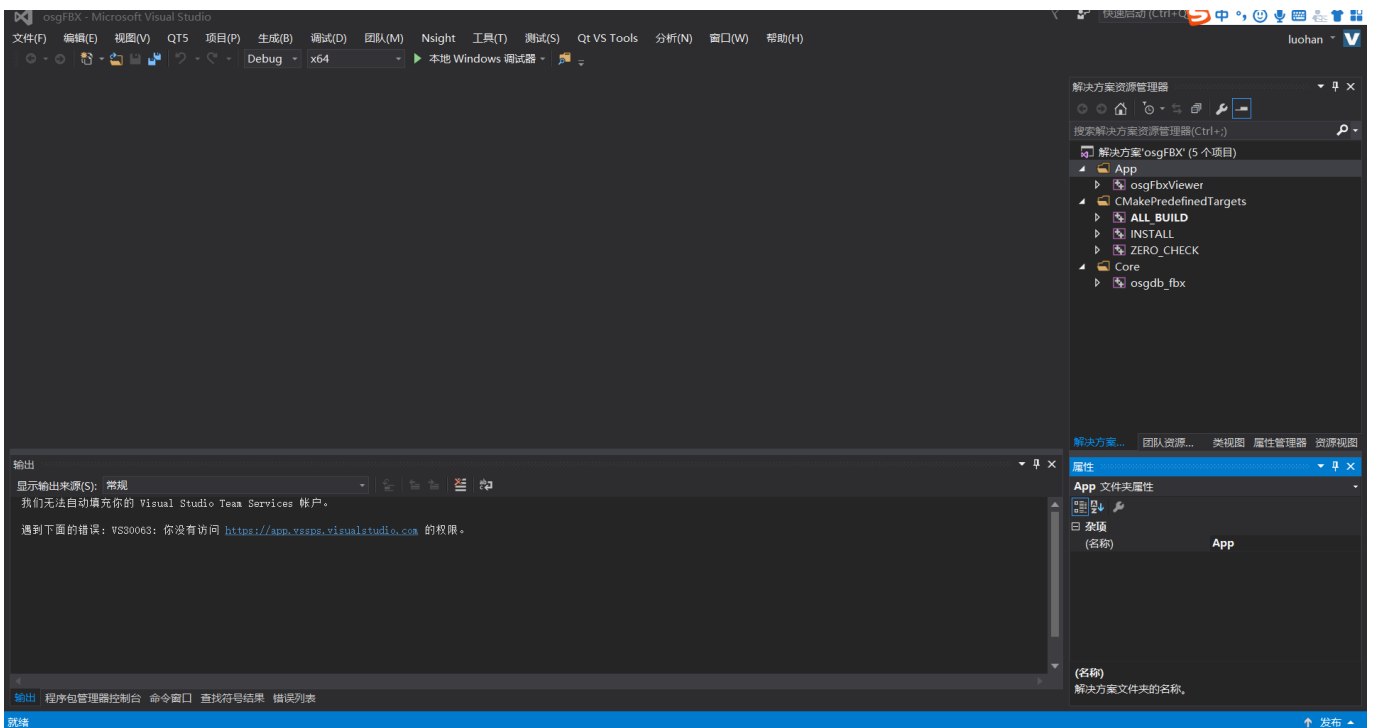 osgFBX - Microsoft Visual Studio
快速启动 (Ctrl+Q
中
文件(F) 编辑(E) 视图(V) QT5 项目(P) 生成(B) 调试(D) 团队(M) Nsight 工具(T) 测试(S) Qt VS Tools 分析(N) 窗口(W) 帮助(H)
luohan
Debug x64 本地 Windows 调试器
解决方案资源管理器
搜索解决方案资源管理器(Ctrl+;)
解决方案'osgFBX' (5 个项目)
App
osgFbxViewer
CMakePredefinedTargets
ALL_BUILD
INSTALL
ZERO_CHECK
Core
osgdb_fbx
解决方案... 团队资源... 类视图 属性管理器 资源视图
输出
显示输出来源(S): 常规
我们无法自动填充你的 Visual Studio Team Services 帐户。
遇到下面的错误: VS30063: 你没有访问 https://app.vssps.visualstudio.com 的权限。
属性
App 文件夹属性
杂项
(名称) App
(名称)
解决方案文件夹的名称。
输出 程序包管理器控制台 命令窗口 查找符号结果 错误列表
就绪
发布